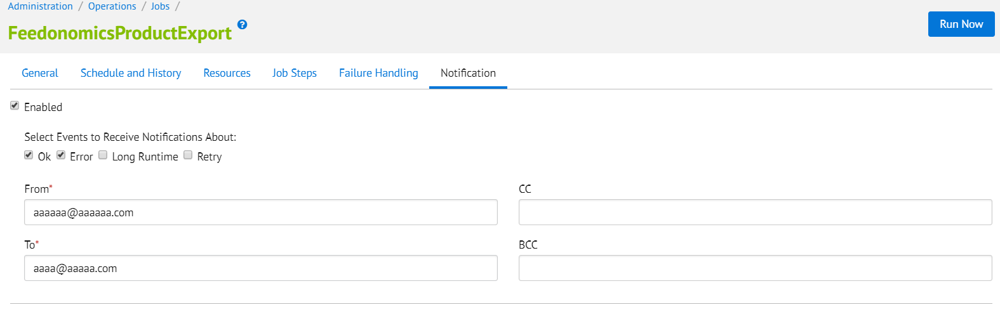 Administration / Operations / Jobs /
FeedonomicsProductExport ?
Run Now
General Schedule and History Resources Job Steps Failure Handling Notification
Enabled
Select Events to Receive Notifications About:
Ok Error Long Runtime Retry
From* CC
aaaaaa@aaaaaa.com
To* BCC
aaaa@aaaaa.com